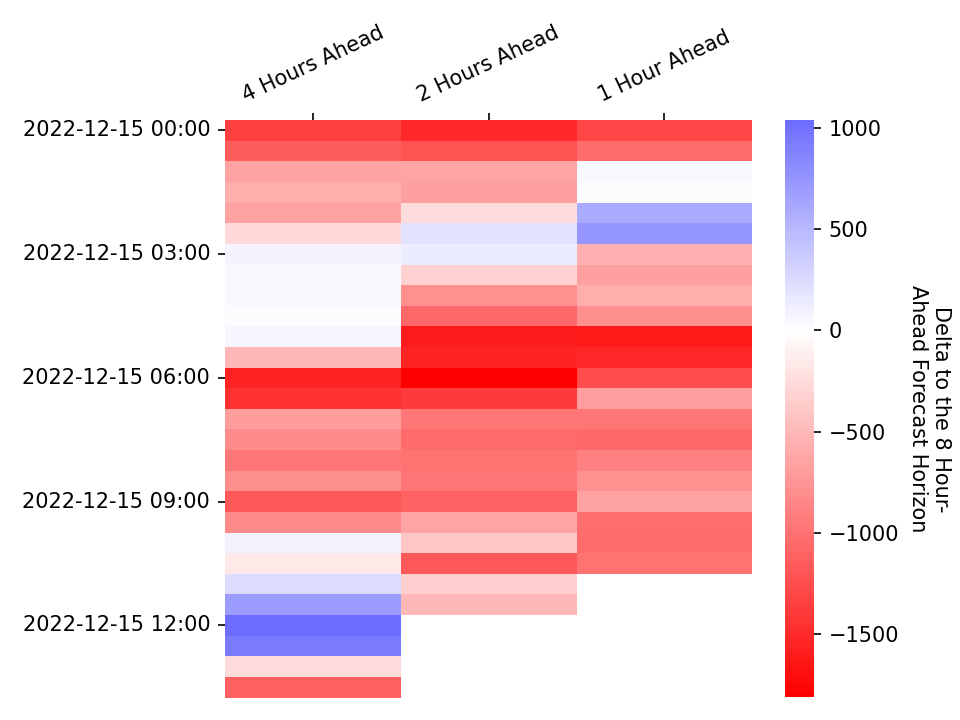 4 Hours Ahead
2 Hours Ahead
1 Hour Ahead
2022-12-15 00:00
2022-12-15 03:00
2022-12-15 06:00
2022-12-15 09:00
2022-12-15 12:00
1000
500
0
−500
−1000
−1500
Delta to the 8 Hour-
Ahead Forecast Horizon